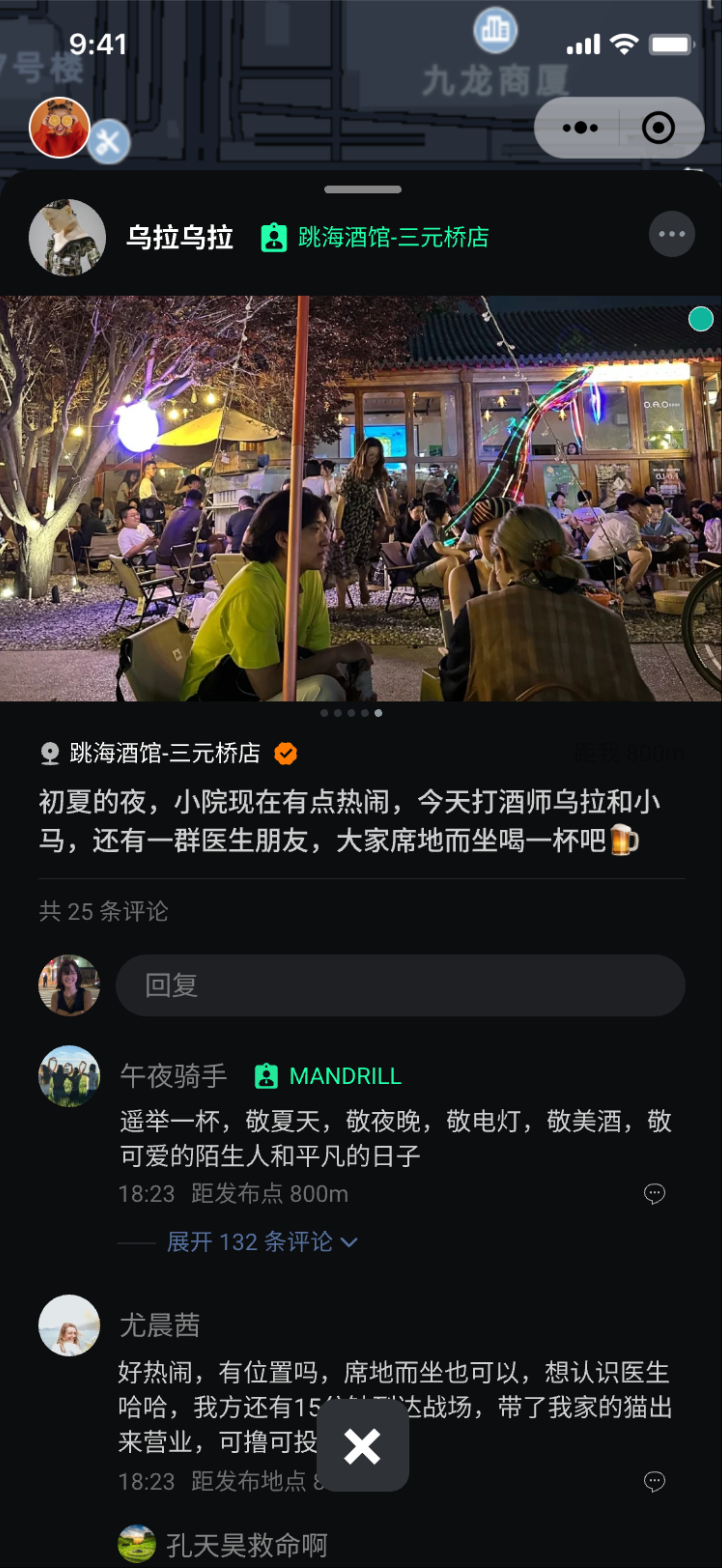 9:41
7号楼
九龙商厦
乌拉乌拉
跳海酒馆-三元桥店
跳海酒馆-三元桥店
800m
初夏的夜，小院现在有点热闹，今天打酒师乌拉和小
马，还有一群医生朋友，大家席地而坐喝一杯吧🍺
共 25 条评论
回复
午夜骑手
MANDRILL
遥举一杯，敬夏天，敬夜晚，敬电灯，敬美酒，敬
可爱的陌生人和平凡的日子
18:23 距发布点 800m
展开 132 条评论
尤晨茜
好热闹，有位置吗，席地而坐也可以，想认识医生
哈哈，我方还有15 达战场，带了我家的猫出
来营业，可撸可投
18:23 距发布地点
孔天昊救命啊